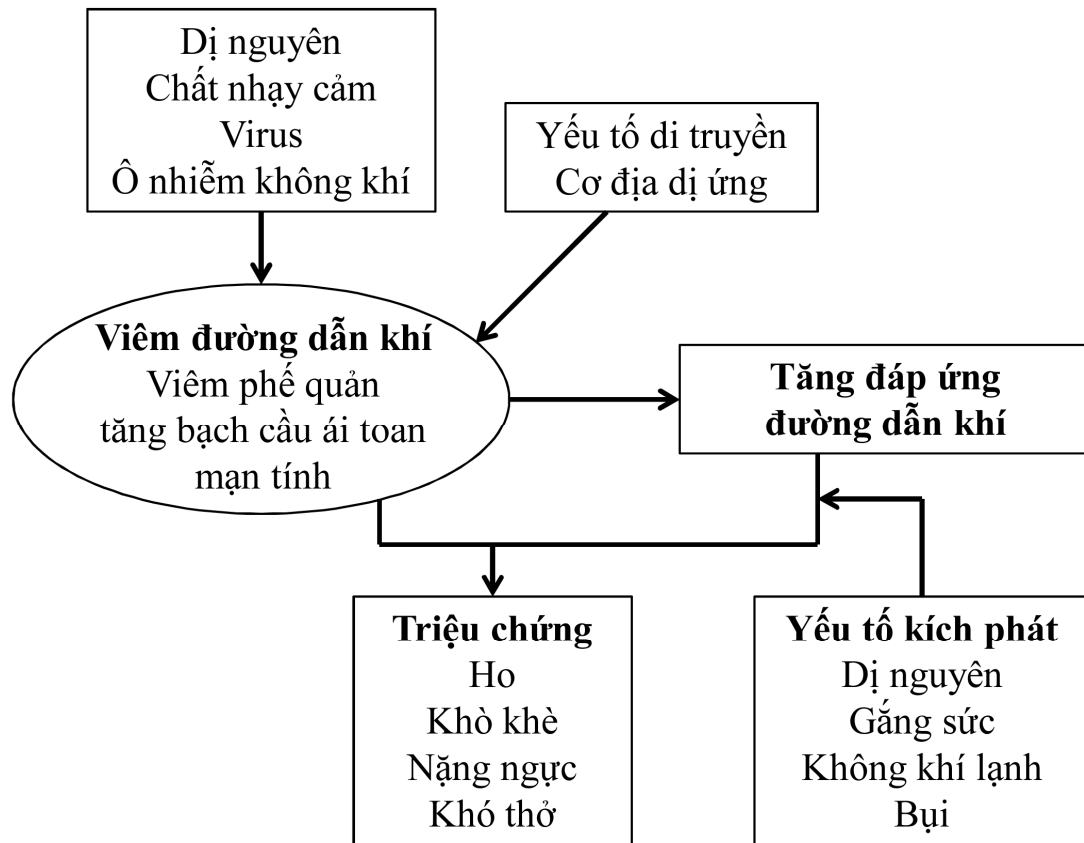 Dị nguyên
Chất nhạy cảm
Virus
Ô nhiễm không khí
Yếu tố di truyền
Cơ địa dị ứng
Viêm đường dẫn khí
Viêm phế quản
tăng bạch cầu ái toan
mạn tính
Tăng đáp ứng
đường dẫn khí
Triệu chứng
Ho
Khò khè
Nặng ngực
Khó thở
Yếu tố kích phát
Dị nguyên
Gắng sức
Không khí lạnh
Bụi